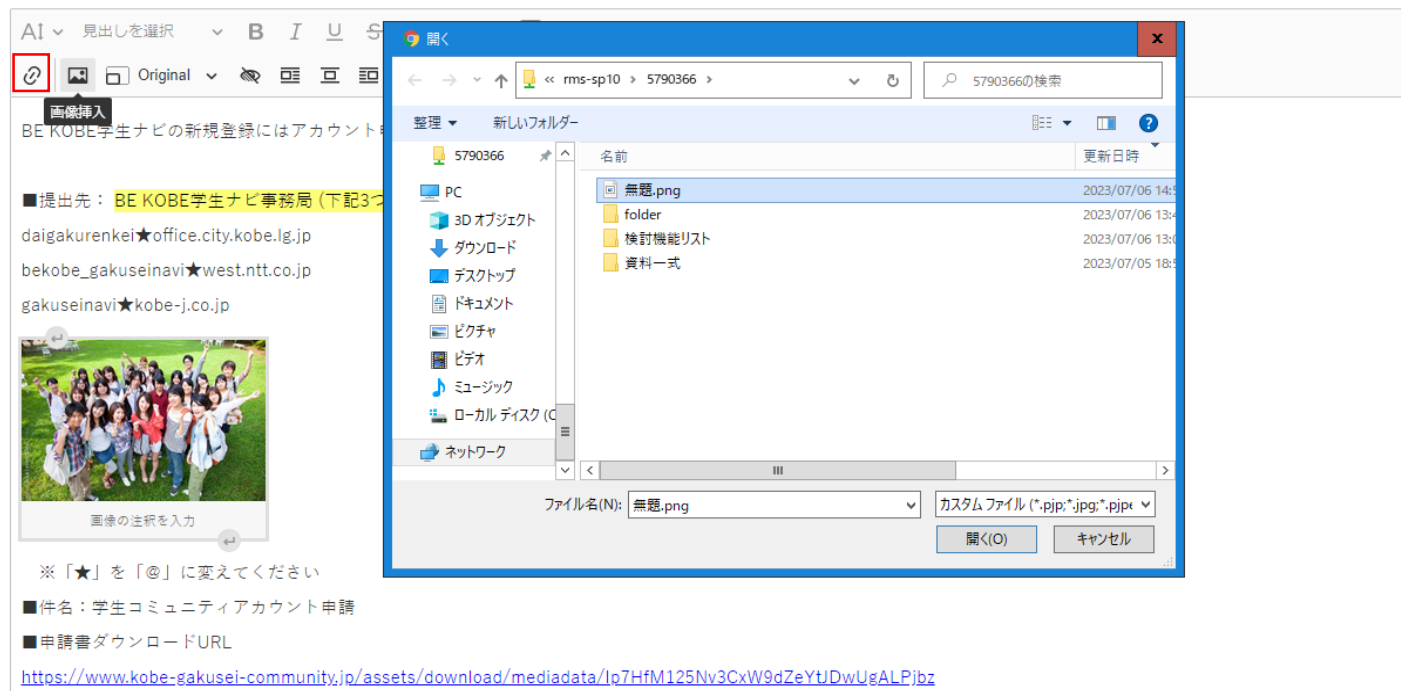 見出しを選択 B I U S
開く x
Original
« rms-sp10 › 5790366 ›
5790366の検索
画像挿入
整理 ▼ 新しいフォルダー
BE KOBE学生ナビの新規登録にはアカウント
5790366
名前 更新日時
■提出先： BE KOBE学生ナビ事務局 (下記3つ
PC
無題.png 2023/07/06 14:5
3D オブジェクト
folder 2023/07/06 13:4
daigakurenkei★office.city.kobe.lg.jp
ダウンロード
検討機能リスト 2023/07/06 13:0
bekobe_gakuseinavi★west.ntt.co.jp
デスクトップ
資料一式 2023/07/05 18:5
gakuseinavi★kobe-j.co.jp
ドキュメント
ピクチャ
ビデオ
ミュージック
ローカル ディスク (C
ネットワーク
ファイル名(N): 無題.png カスタム ファイル (*.pjp;*.jpg;*.pjpe
開く(O) キャンセル
画像の注釈を入力
※「★」を「@」に変えてください
■件名：学生コミュニティアカウント申請
■申請書ダウンロードURL
https://www.kobe-gakusei-community.jp/assets/download/mediadata/Ip7HfM125Nv3CxW9dZeYtJDwUgALPjbz